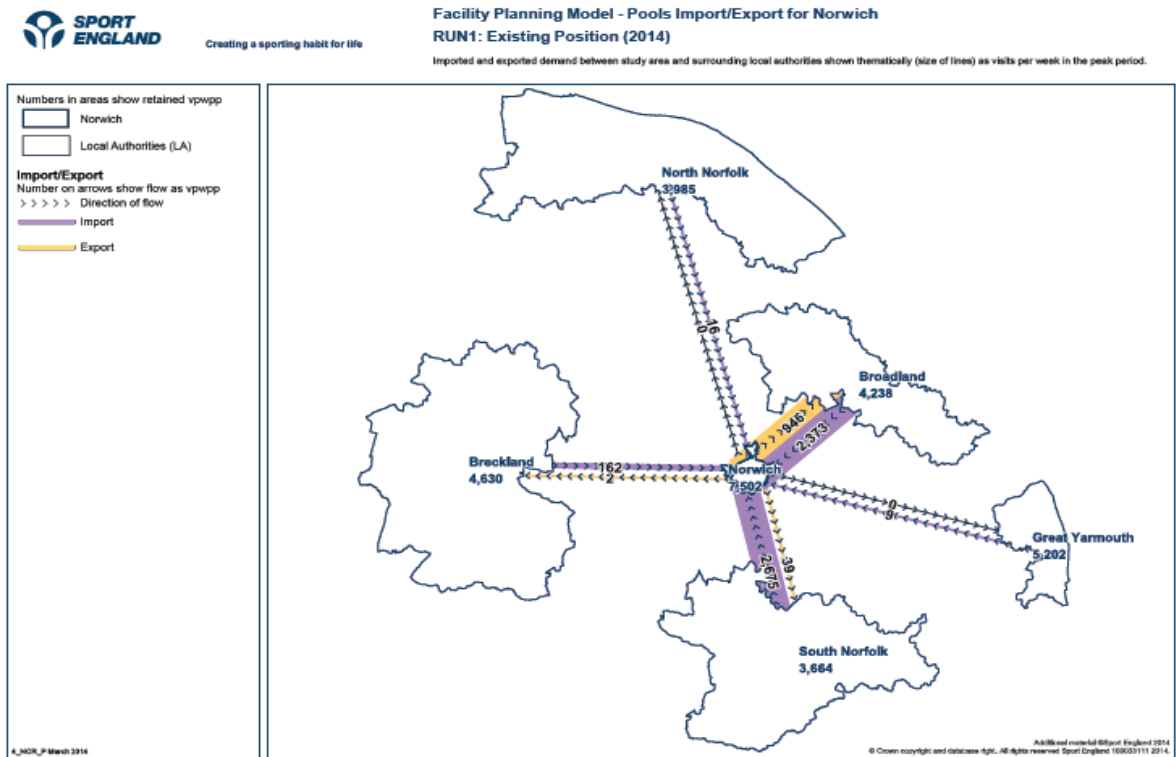 SPORT
ENGLAND
Creating a sporting habit for life
Facility Planning Model - Pools Import/Export for Norwich
RUN1: Existing Position (2014)
Imported and exported demand between study area and surrounding local authorities shown thematically (size of lines) as visits per week in the peak period.
Numbers in areas show retained vpwpp
Norwich
Local Authorities (LA)
Import/Export
Number on arrows show flow as vpwpp
> > > > > Direction of flow
Import
Export
North Norfolk
3,985
16
0
Broadland
4,238
946
2,373
Breckland
4,630
162
2
Norwich
7,502
0
9
Great Yarmouth
5,202
2,675
39
South Norfolk
3,664
4_NOR_P March 2014
Additional material ©Sport England 2014
© Crown copyright and database right. All rights reserved Sport England 100033111 2014.